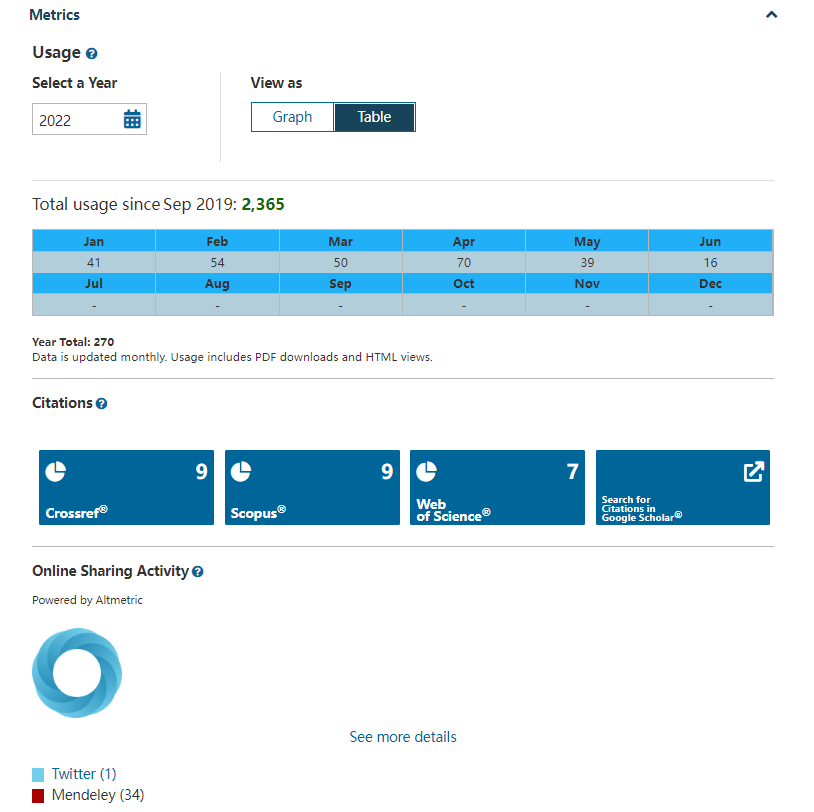 Metrics
Usage ?
Select a Year
View as
2022
Graph Table
Total usage since Sep 2019: 2,365
Jan Feb Mar Apr May Jun
41 54 50 70 39 16
Jul Aug Sep Oct Nov Dec
- - - - - -
Year Total: 270
Data is updated monthly. Usage includes PDF downloads and HTML views.
Citations ?
9
Crossref®
9
Scopus®
7
Web
of Science®
Search for
Citations in
Google Scholar®
Online Sharing Activity ?
Powered by Altmetric
See more details
Twitter (1)
Mendeley (34)